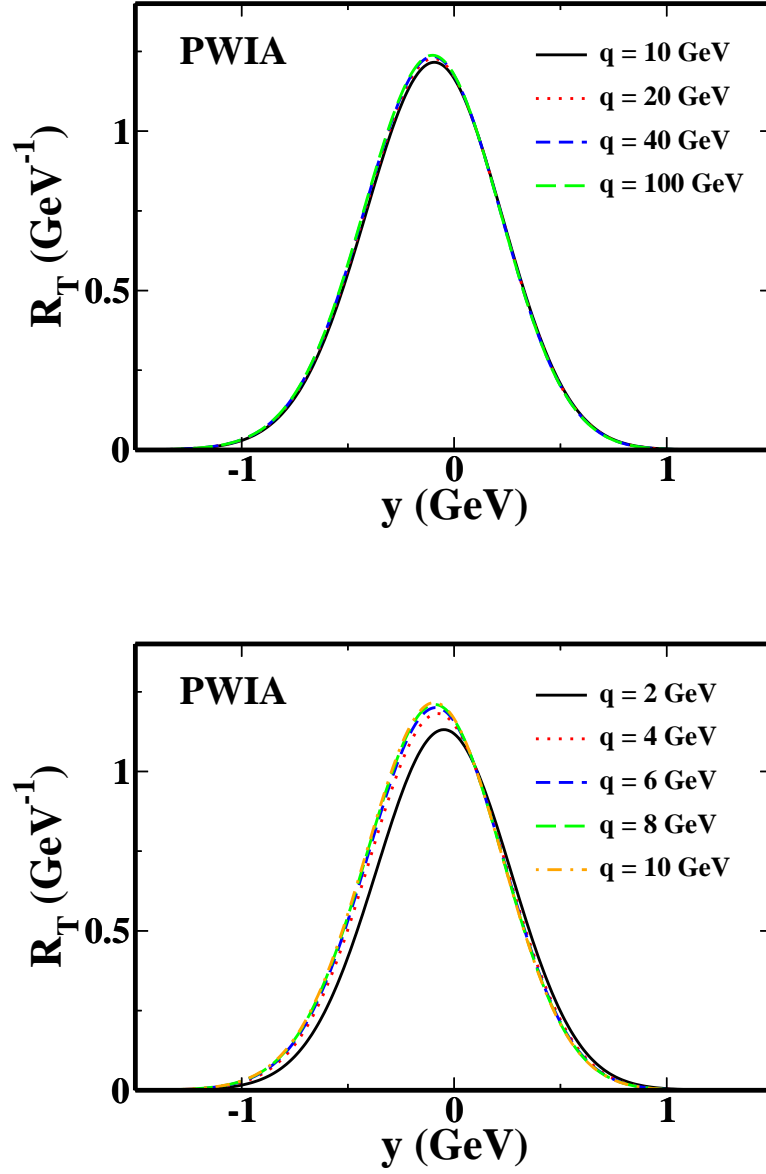 PWIA
q = 10 GeV
q = 20 GeV
q = 40 GeV
q = 100 GeV
R_T (GeV^-1)
1
0.5
0
-1 0 1
y (GeV)
PWIA
q = 2 GeV
q = 4 GeV
q = 6 GeV
q = 8 GeV
q = 10 GeV
R_T (GeV^-1)
1
0.5
0
-1 0 1
y (GeV)